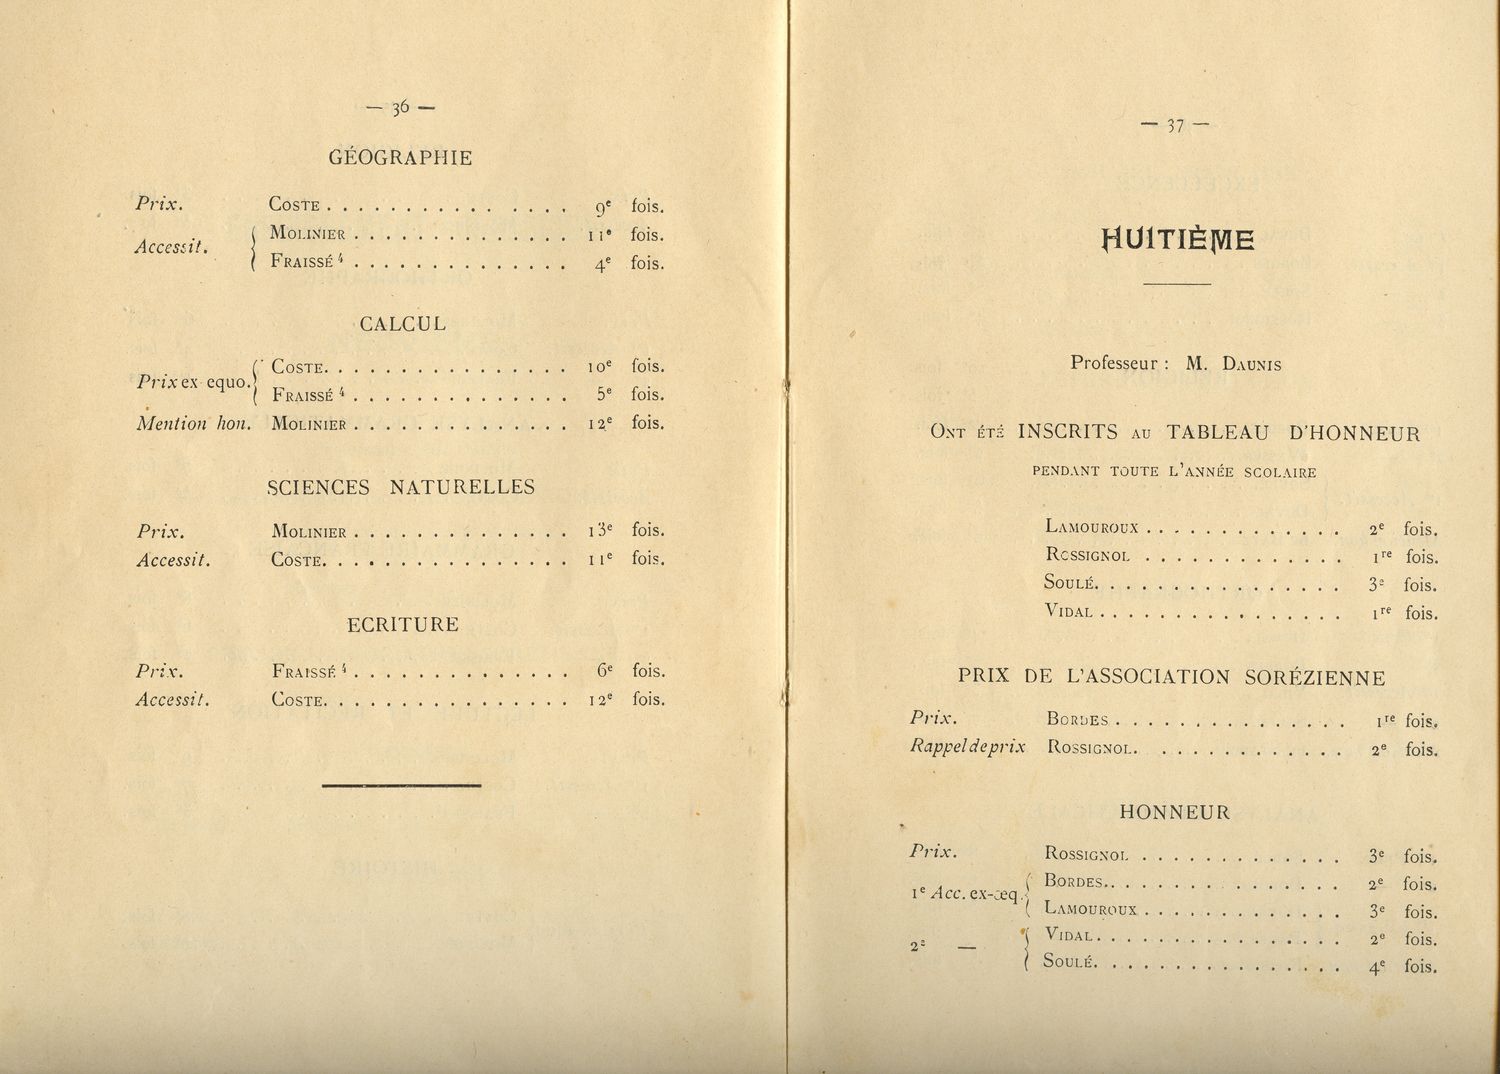 — 36 —
GÉOGRAPHIE
Prix. COSTE . . . . . . . . . . . . . . . 9e fois.
Accessit. { MOLINIER . . . . . . . . . . . . . . 11e fois.
FRAISSÉ 4 . . . . . . . . . . . . . . 4e fois.
CALCUL
Prix ex equo. { COSTE. . . . . . . . . . . . . . . . 10e fois.
FRAISSÉ 4 . . . . . . . . . . . . . . 5e fois.
Mention hon. MOLINIER . . . . . . . . . . . . . . 12e fois.
SCIENCES NATURELLES
Prix. MOLINIER . . . . . . . . . . . . . . 13e fois.
Accessit. COSTE. . . . . . . . . . . . . . . . 11e fois.
ECRITURE
Prix. FRAISSÉ 4 . . . . . . . . . . . . . . 6e fois.
Accessit. COSTE. . . . . . . . . . . . . . . . 12e fois.
— 37 —
HUITIÈME
Professeur : M. DAUNIS
ONT ÉTÉ INSCRITS AU TABLEAU D'HONNEUR
PENDANT TOUTE L'ANNÉE SCOLAIRE
LAMOUROUX . . . . . . . . . . . . . 2e fois.
ROSSIGNOL . . . . . . . . . . . . . 1re fois.
SOULÉ. . . . . . . . . . . . . . . . 3e fois.
VIDAL . . . . . . . . . . . . . . . . 1re fois.
PRIX DE L'ASSOCIATION SORÉZIENNE
Prix. BORDES . . . . . . . . . . . . . . . 1re fois.
Rappel de prix ROSSIGNOL. . . . . . . . . . . . . 2e fois.
HONNEUR
Prix. ROSSIGNOL . . . . . . . . . . . . . 3e fois.
1e Acc. ex-æq. { BORDES. . . . . . . . . . . . . . . . 2e fois.
LAMOUROUX . . . . . . . . . . . . . 3e fois.
2e — { VIDAL. . . . . . . . . . . . . . . . 2e fois.
SOULÉ. . . . . . . . . . . . . . . . 4e fois.